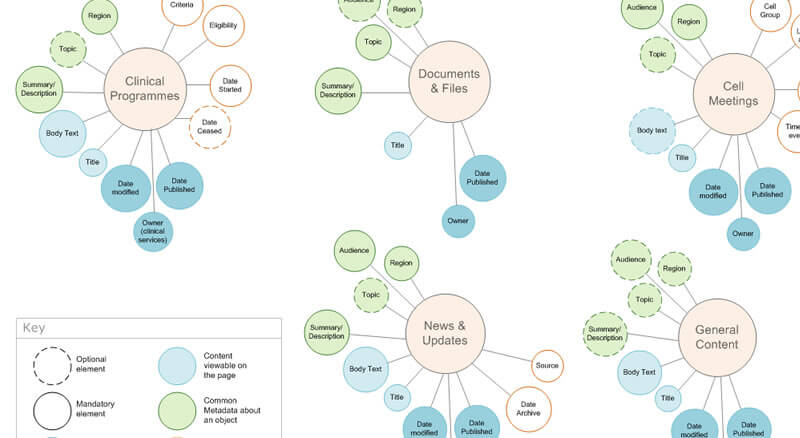 Criteria
Region
Eligibility
Topic
Clinical
Programmes
Summary/
Description
Date
Started
Date
Ceased
Body Text
Title
Date
modified
Date
Published
Owner
(clinical
services)
Audience
Region
Topic
Documents
& Files
Summary/
Description
Title
Date
Published
Owner
Audience
Region
Cell
Group
Topic
Cell
Meetings
Body text
Title
Date
modified
Date
Published
Owner
Audience
Region
Topic
News &
Updates
Summary/
Description
Body Text
Title
Source
Date
Archive
Date
modified
Date
Published
Audience
Region
Topic
General
Content
Summary/
Description
Body Text
Title
Date
modified
Date
Published
Key
Optional
element
Content
viewable on
the page
Mandatory
element
Common
Metadata about
an object